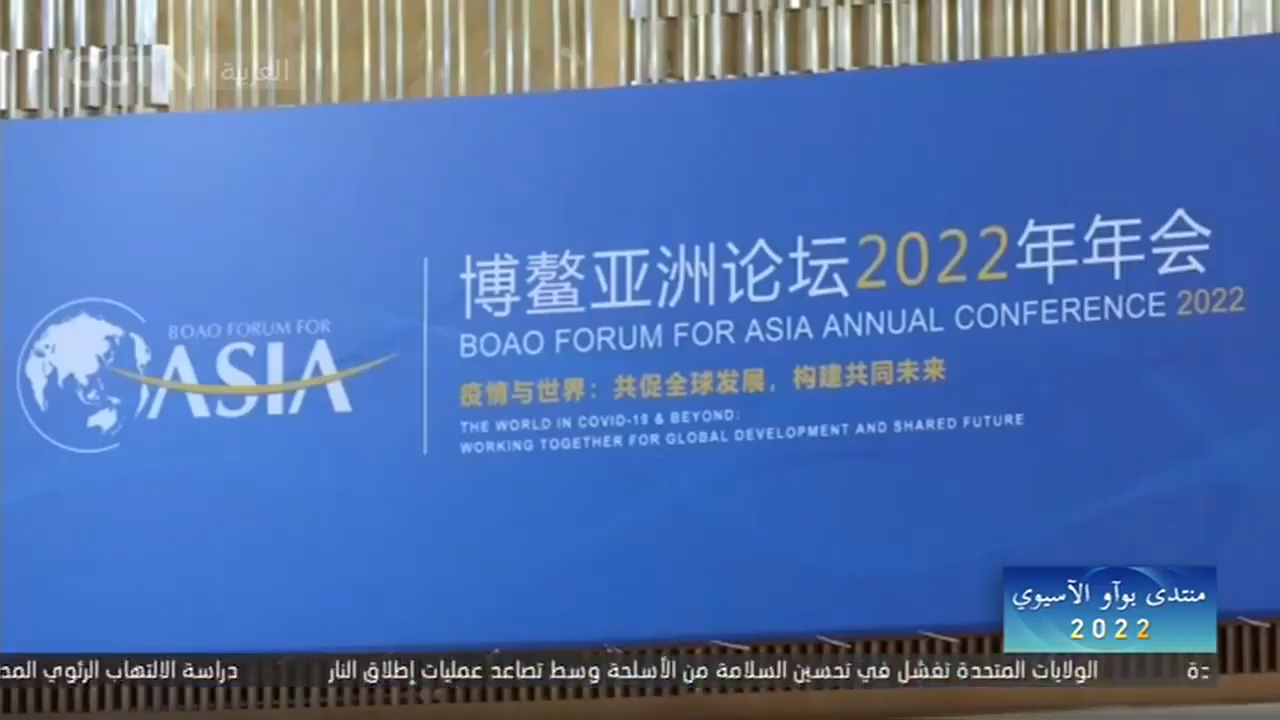 CGTN العربية
博鳌亚洲论坛2022年年会
BOAO FORUM FOR ASIA ANNUAL CONFERENCE 2022
BOAO FORUM FOR
ASIA
疫情与世界：共促全球发展，构建共同未来
THE WORLD IN COVID-19 & BEYOND:
WORKING TOGETHER FOR GLOBAL DEVELOPMENT AND SHARED FUTURE
منتدى بوآو الآسيوي
2022
الولايات المتحدة تفشل في تحسين السلامة من الأسلحة وسط تصاعد عمليات إطلاق النار
دراسة الالتهاب الرئوي